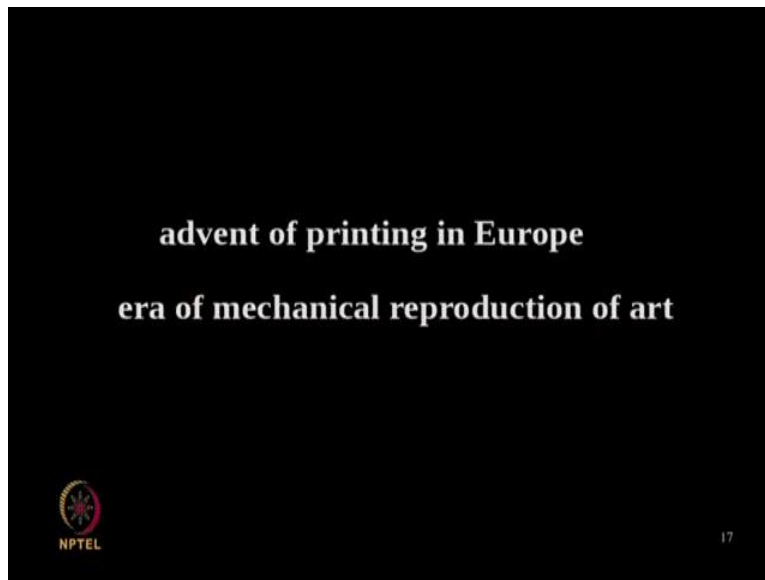 advent of printing in Europe
era of mechanical reproduction of art
NPTEL
17